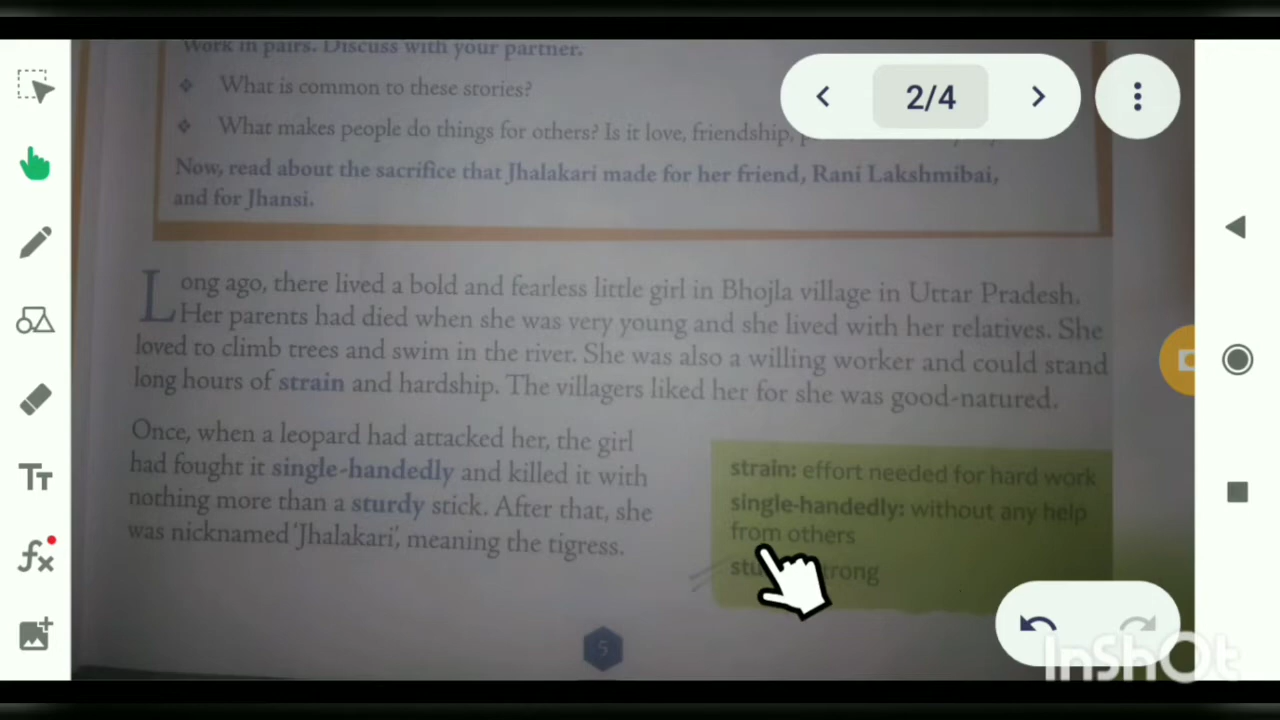 Work in pairs. Discuss with your partner.
❖ What is common to these stories?
❖ What makes people do things for others? Is it love, friendship,
Now, read about the sacrifice that Jhalakari made for her friend, Rani Lakshmibai,
and for Jhansi.
2/4
Long ago, there lived a bold and fearless little girl in Bhojla village in Uttar Pradesh.
Her parents had died when she was very young and she lived with her relatives. She
loved to climb trees and swim in the river. She was also a willing worker and could stand
long hours of strain and hardship. The villagers liked her for she was good-natured.
Once, when a leopard had attacked her, the girl
had fought it single-handedly and killed it with
nothing more than a sturdy stick. After that, she
was nicknamed ‘Jhalakari’, meaning the tigress.
strain: effort needed for hard work
single-handedly: without any help
from others
5
Tт
fx
InShOt